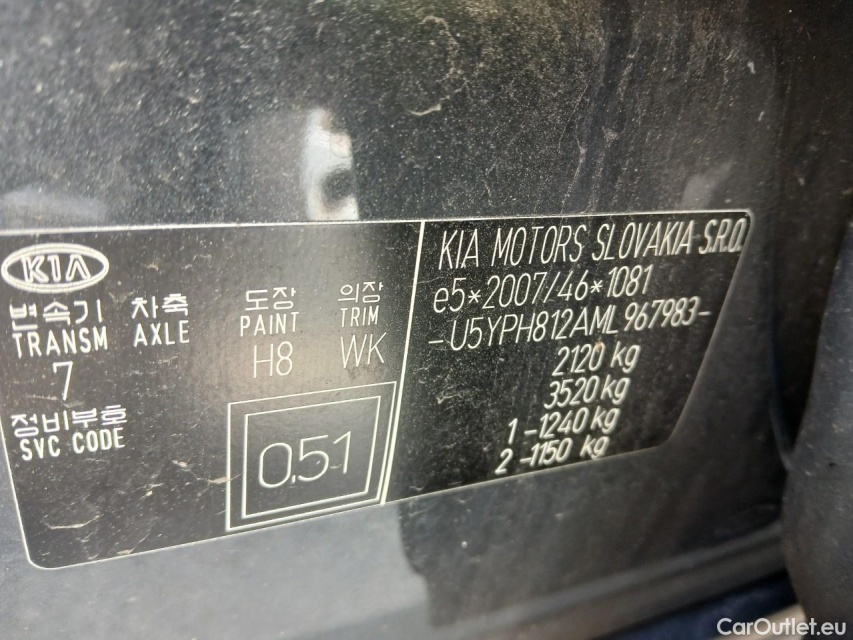 KIA
변속기 차축 도장 의장
TRANSM AXLE PAINT TRIM
7 H8 WK
정비부호
SVC CODE
0.51
KIA MOTORS SLOVAKIA S.R.O.
e5*2007/46*1081
-U5YPH812AML967983-
2120 kg
3520 kg
1-1240 kg
2-1150 kg
CarOutlet.eu